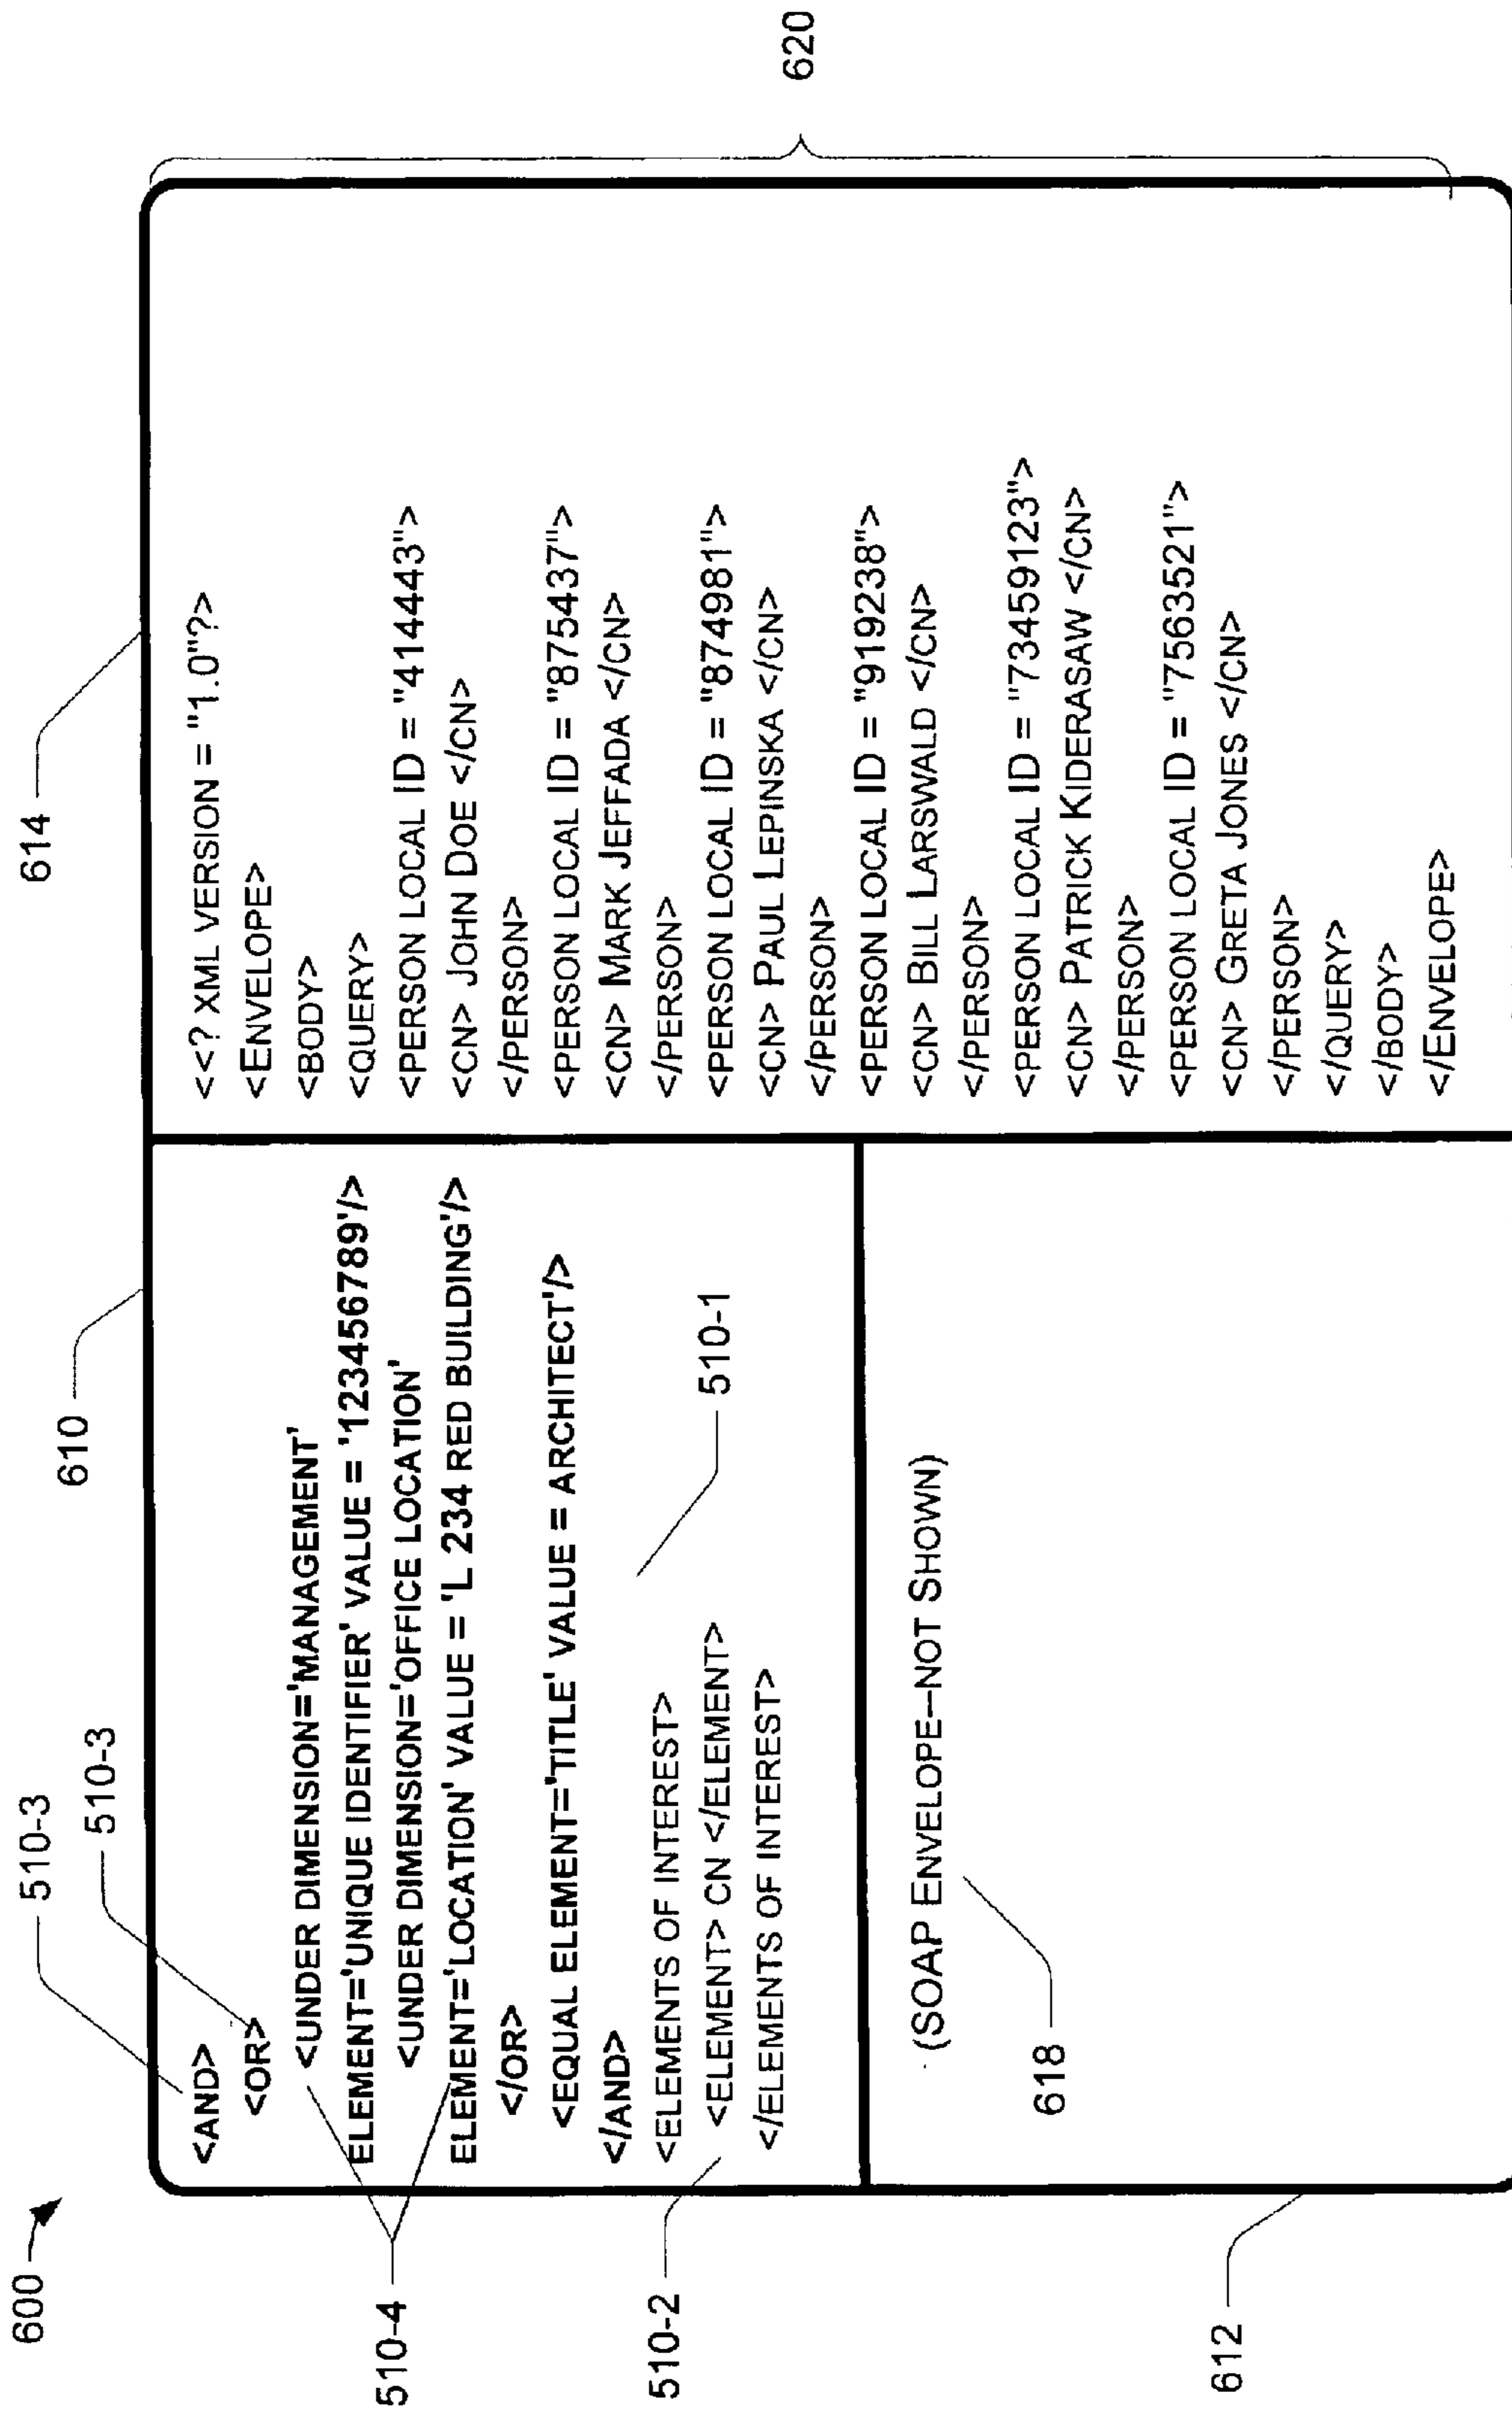 600
510-3
510-3
610
614
<AND>
<OR>
<UNDER DIMENSION='MANAGEMENT'
ELEMENT='UNIQUE IDENTIFIER' VALUE = '123456789'/>
<UNDER DIMENSION='OFFICE LOCATION'
ELEMENT='LOCATION' VALUE = 'L 234 RED BUILDING'/>
</OR>
<EQUAL ELEMENT='TITLE' VALUE = ARCHITECT'/>
</AND>
<ELEMENTS OF INTEREST>
<ELEMENT> CN </ELEMENT>
</ELEMENTS OF INTEREST>
510-4
510-2
510-1
(SOAP ENVELOPE–NOT SHOWN)
618
612
<<? XML VERSION = "1.0"?>
<ENVELOPE>
<BODY>
<QUERY>
<PERSON LOCAL ID = "414443">
<CN> JOHN DOE </CN>
</PERSON>
<PERSON LOCAL ID = "875437">
<CN> MARK JEFFADA </CN>
</PERSON>
<PERSON LOCAL ID = "874981">
<CN> PAUL LEPINSKA </CN>
</PERSON>
<PERSON LOCAL ID = "919238">
<CN> BILL LARSWALD </CN>
</PERSON>
<PERSON LOCAL ID = "73459123">
<CN> PATRICK KIDERASAW </CN>
</PERSON>
<PERSON LOCAL ID = "7563521">
<CN> GRETA JONES </CN>
</PERSON>
</QUERY>
</BODY>
</ENVELOPE>
620